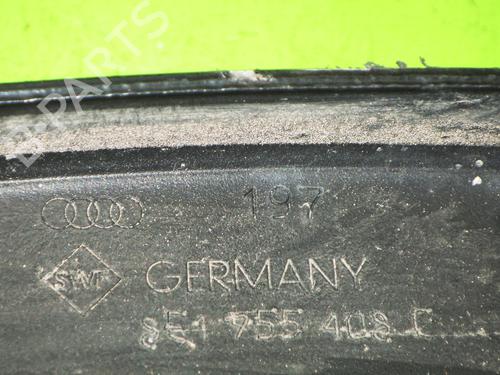 B-PARTS
197
SWF
GERMANY
8E1 955 408 C